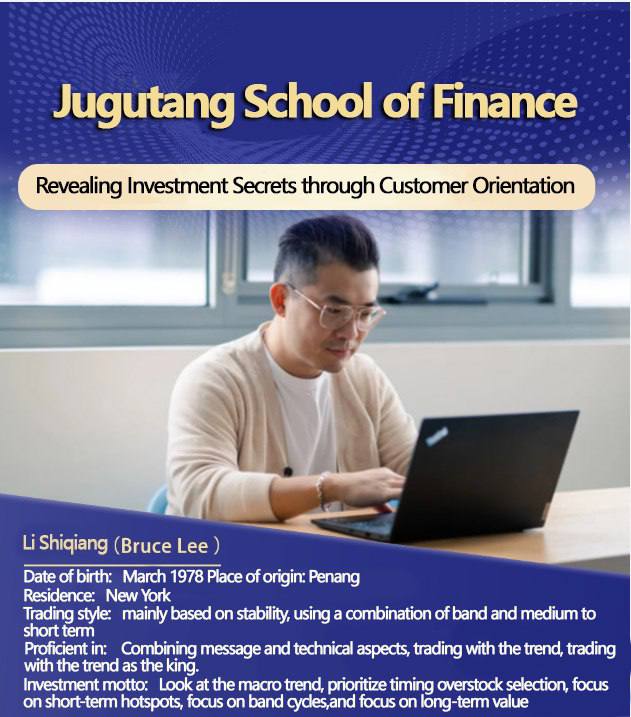 Jugutang School of Finance
Revealing Investment Secrets through Customer Orientation
Li Shiqiang (Bruce Lee )
Date of birth: March 1978 Place of origin: Penang
Residence: New York
Trading style: mainly based on stability, using a combination of band and medium to
short term
Proficient in: Combining message and technical aspects, trading with the trend, trading
with the trend as the king.
Investment motto: Look at the macro trend, prioritize timing overstock selection, focus
on short-term hotspots, focus on band cycles,and focus on long-term value